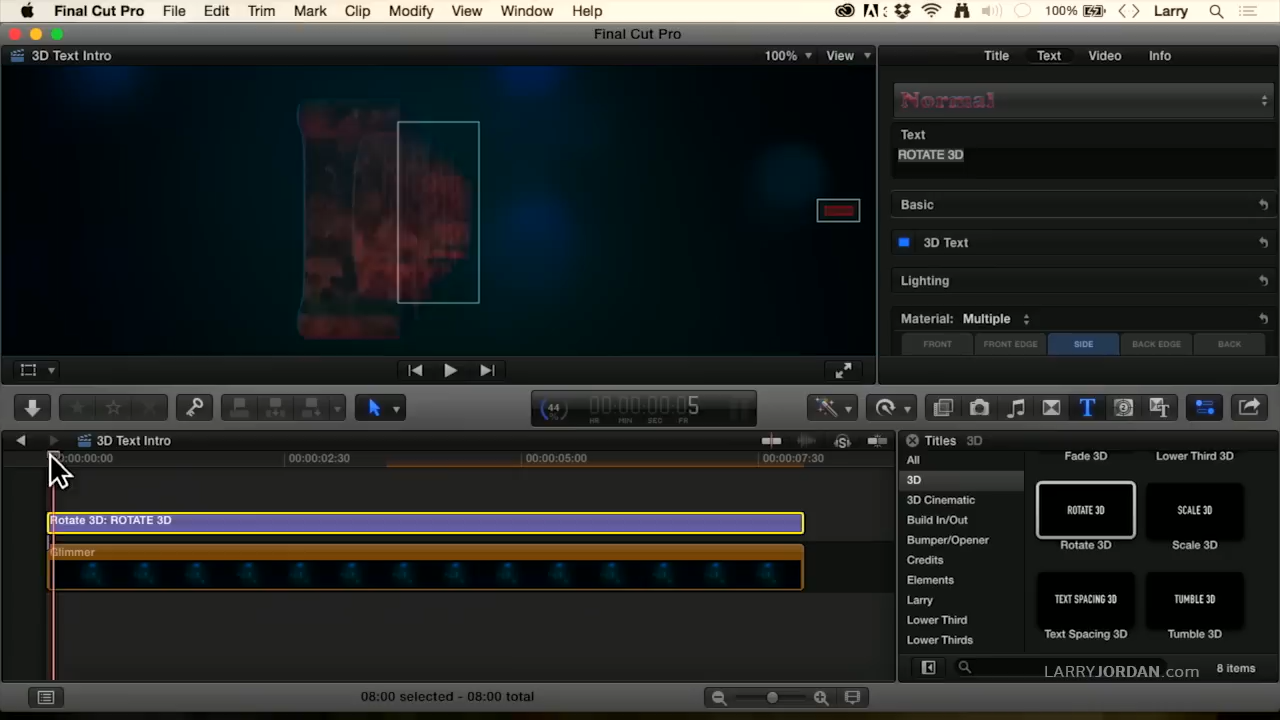 Final Cut Pro File Edit Trim Mark Clip Modify View Window Help 100% Larry
Final Cut Pro
3D Text Intro 100% View
Title Text Video Info
Normal
Text
ROTATE 3D
Basic
3D Text
Lighting
Material: Multiple
FRONT FRONT EDGE SIDE BACK EDGE BACK
44 % 00:00:00:05
HR MIN SEC FR
3D Text Intro
00:00:00:00 00:00:02:30 00:00:05:00 00:00:07:30
Rotate 3D: ROTATE 3D
Glimmer
Titles 3D
All
3D
3D Cinematic
Build In/Out
Bumper/Opener
Credits
Elements
Larry
Lower Third
Lower Thirds
Fade 3D Lower Third 3D
ROTATE 3D SCALE 3D
Rotate 3D Scale 3D
TEXT SPACING 3D TUMBLE 3D
Text Spacing 3D Tumble 3D
LARRYJORDAN.com
8 items
08:00 selected - 08:00 total